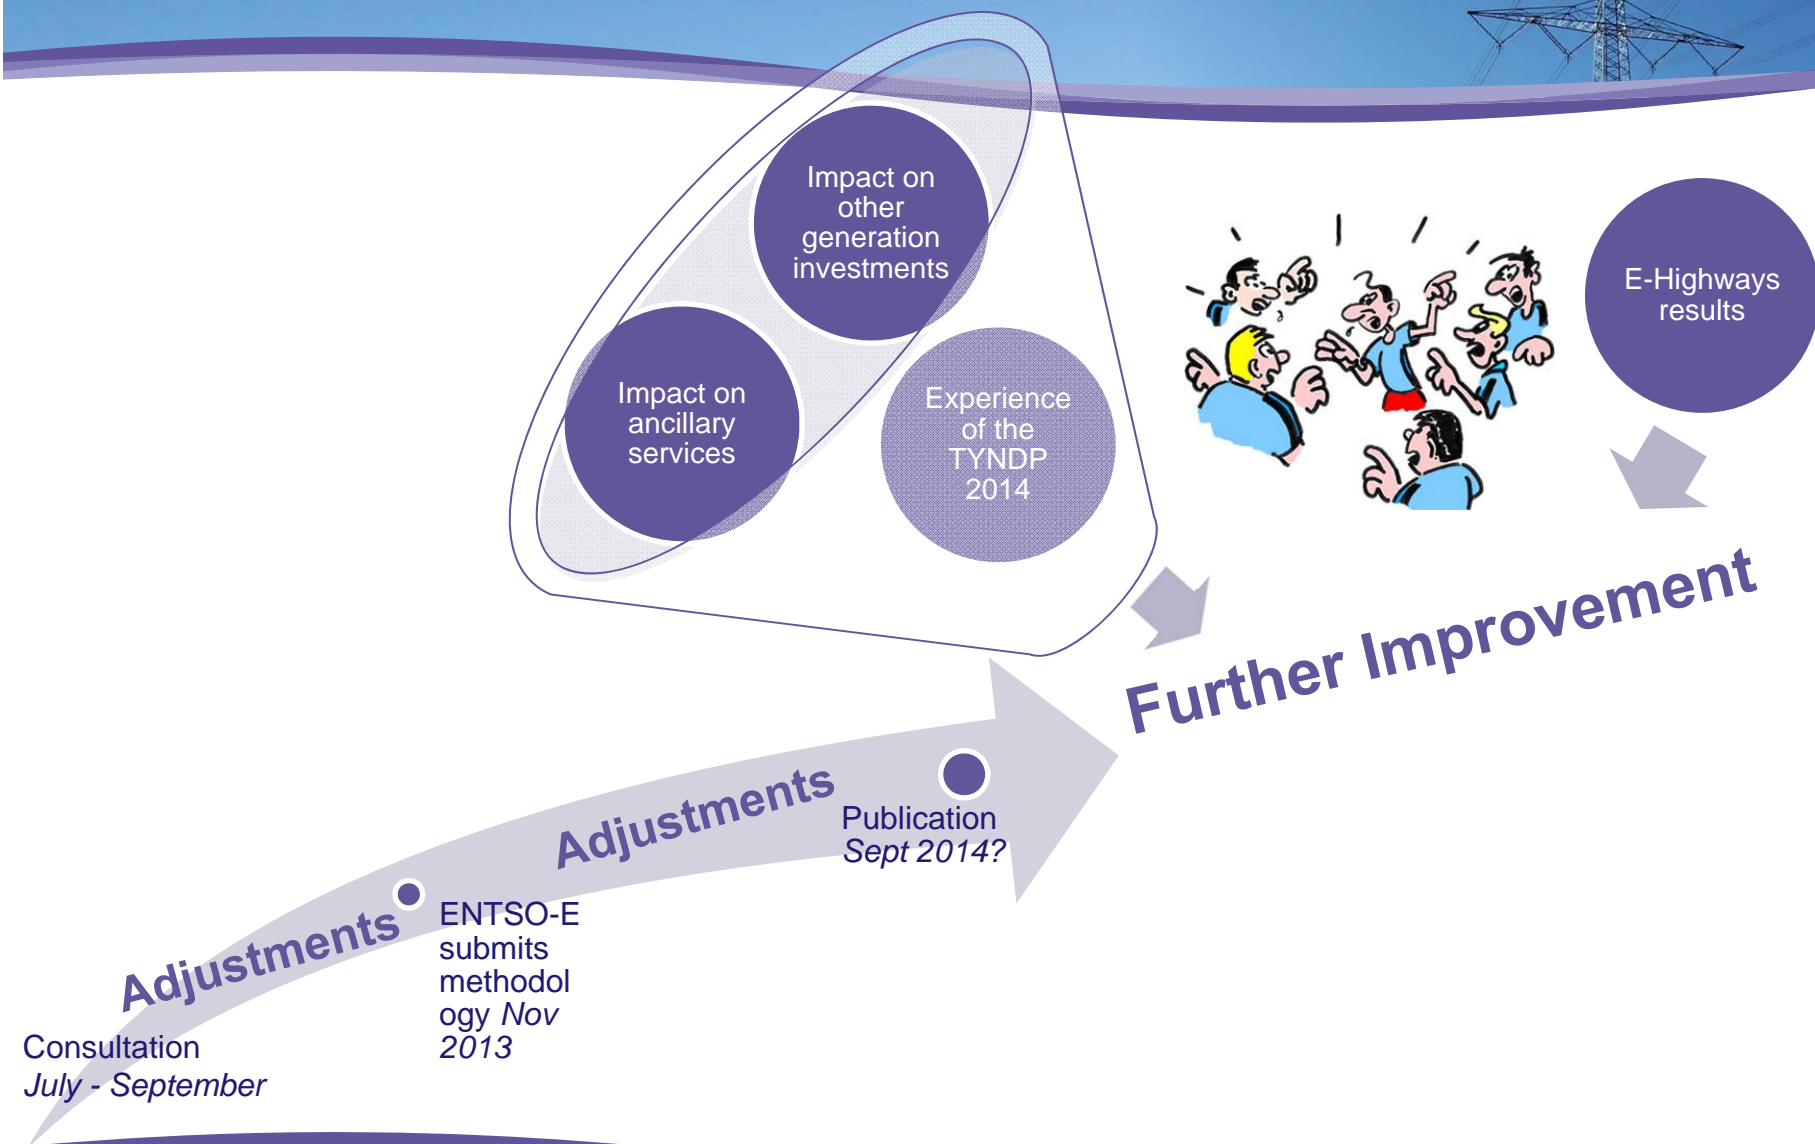 Impact on
other
generation
investments
Impact on
ancillary
services
Experience
of the
TYNDP
2014
E-Highways
results
Further Improvement
Adjustments
Publication
Sept 2014?
Adjustments
ENTSO-E
submits
methodol
ogy Nov
2013
Consultation
July - September